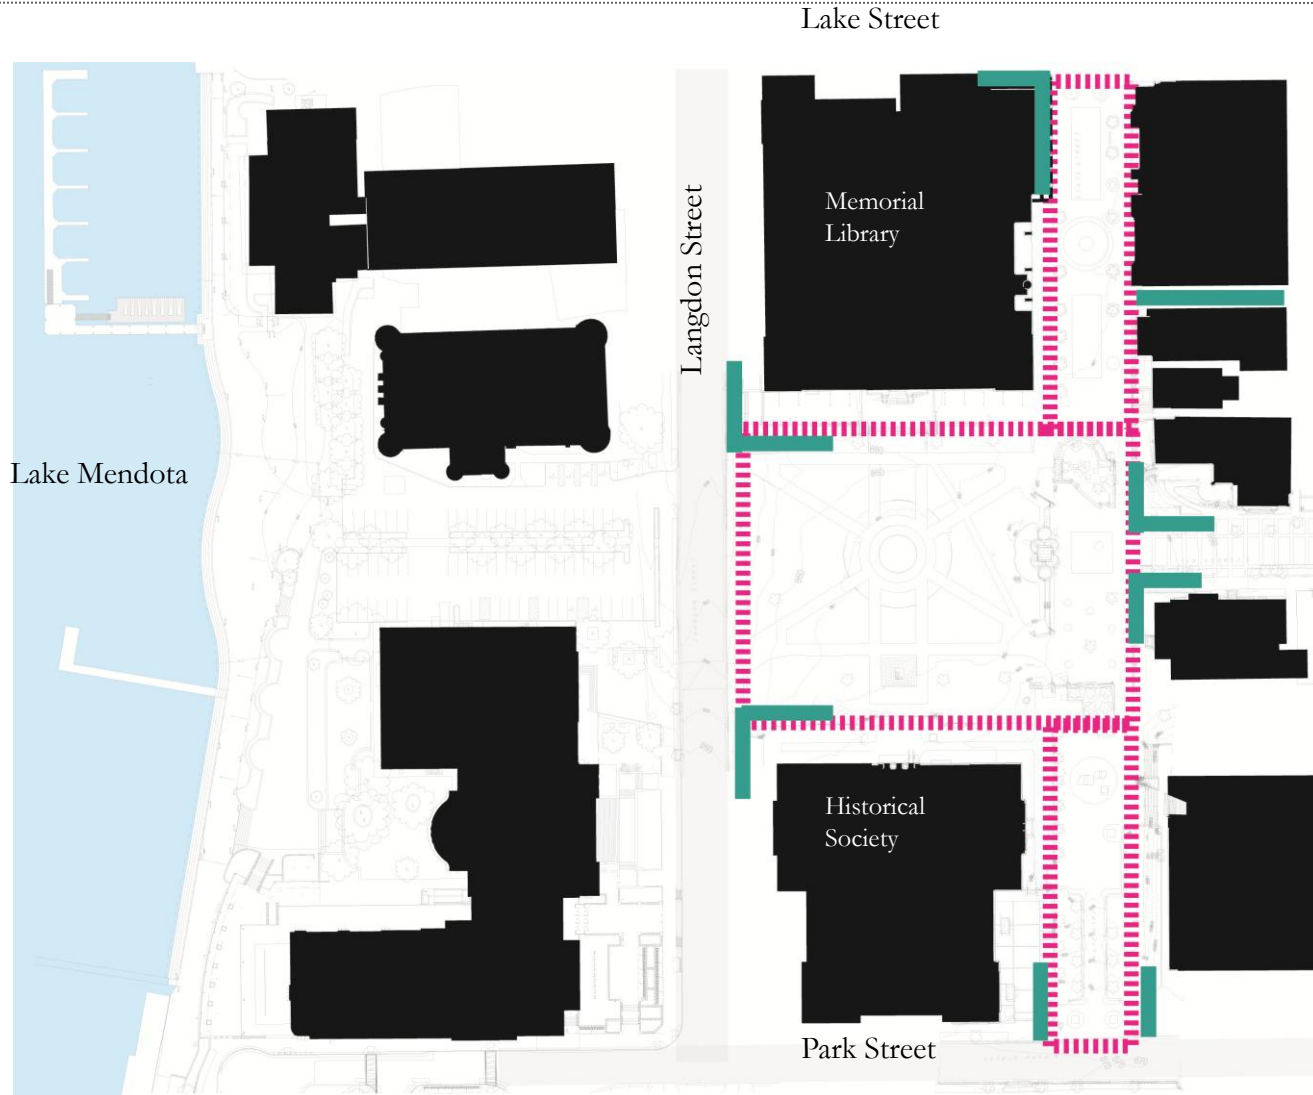 Lake Street
Memorial
Library
Langdon Street
Lake Mendota
Historical
Society
Park Street